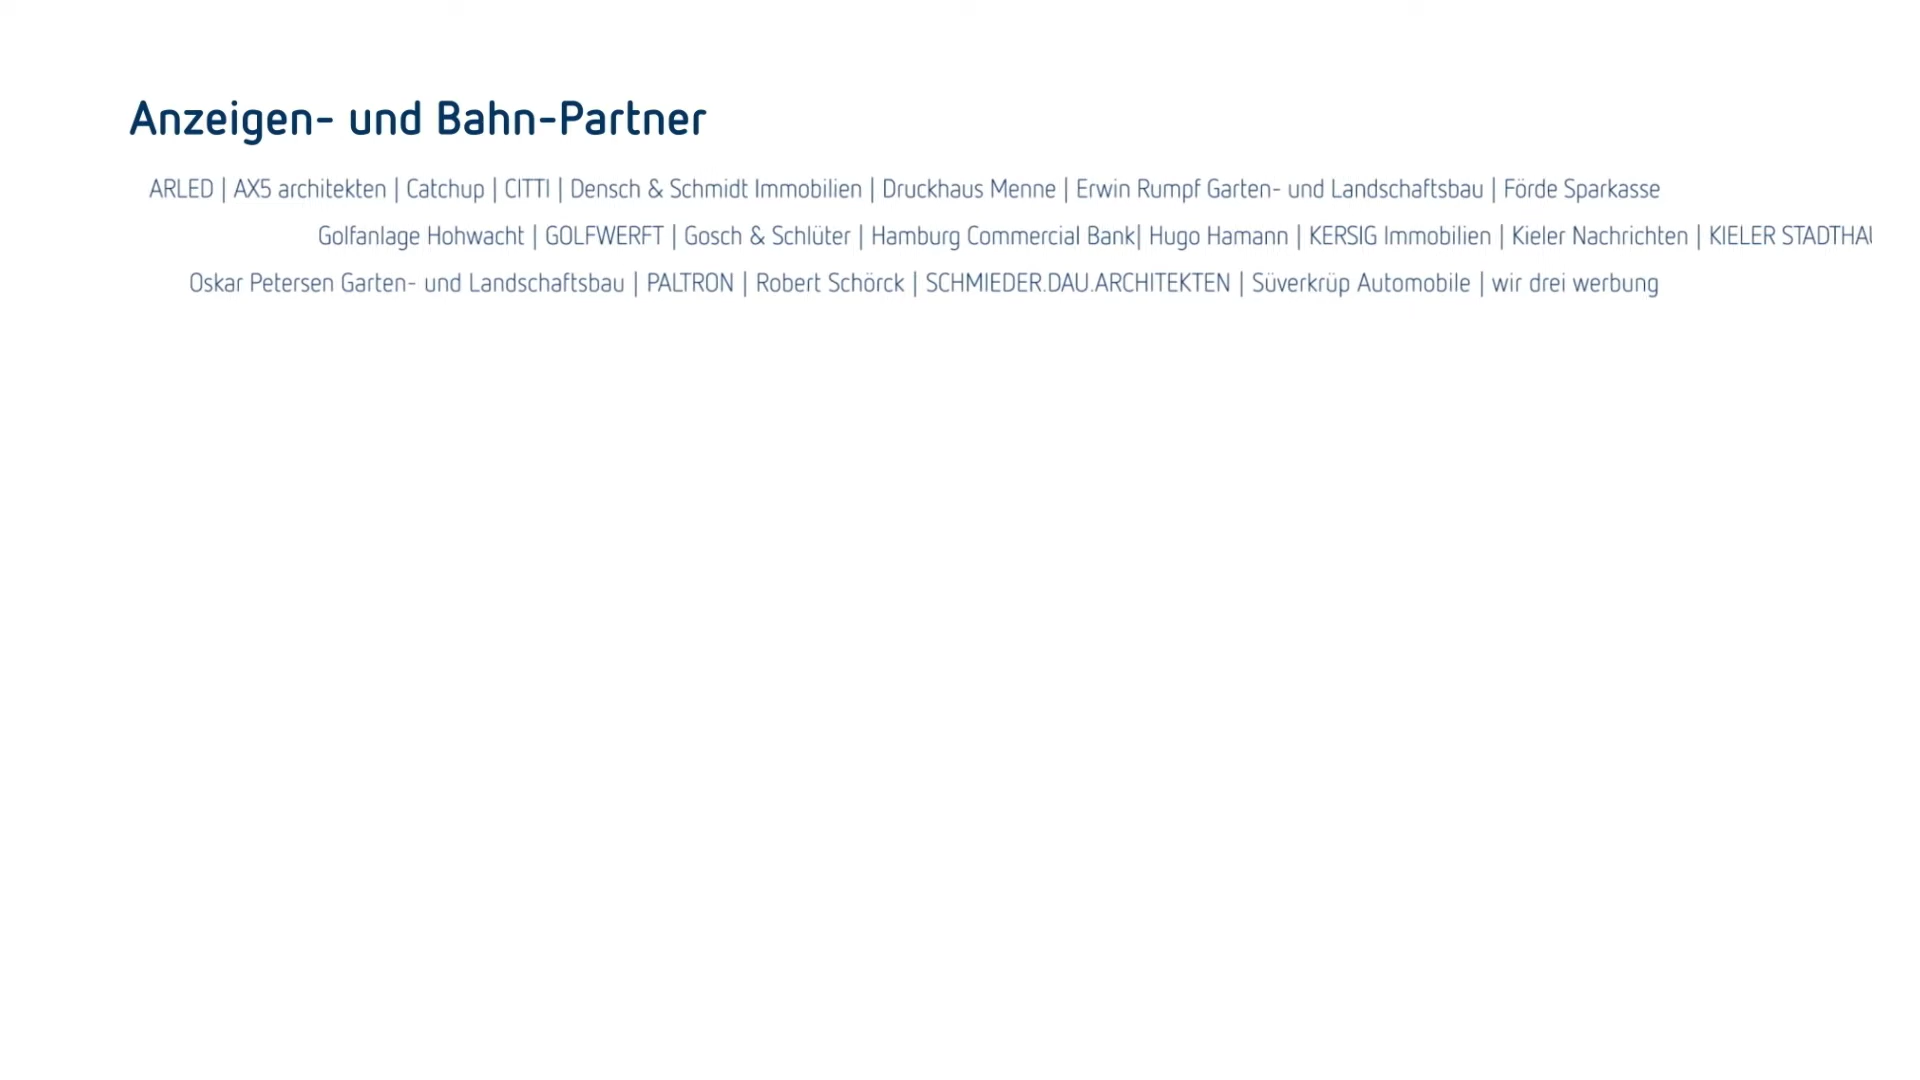 Anzeigen- und Bahn-Partner
ARLED | AX5 architekten | Catchup | CITTI | Densch & Schmidt Immobilien | Druckhaus Menne | Erwin Rumpf Garten- und Landschaftsbau | Förde Sparkasse
Golfanlage Hohwacht | GOLFWERFT | Gosch & Schlüter | Hamburg Commercial Bank| Hugo Hamann | KERSIG Immobilien | Kieler Nachrichten | KIELER
Oskar Petersen Garten- und Landschaftsbau | PALTRON | Robert Schörck | SCHMIEDER.DAU.ARCHITEKTEN | Süverkrüp Automobile | wir drei werbung